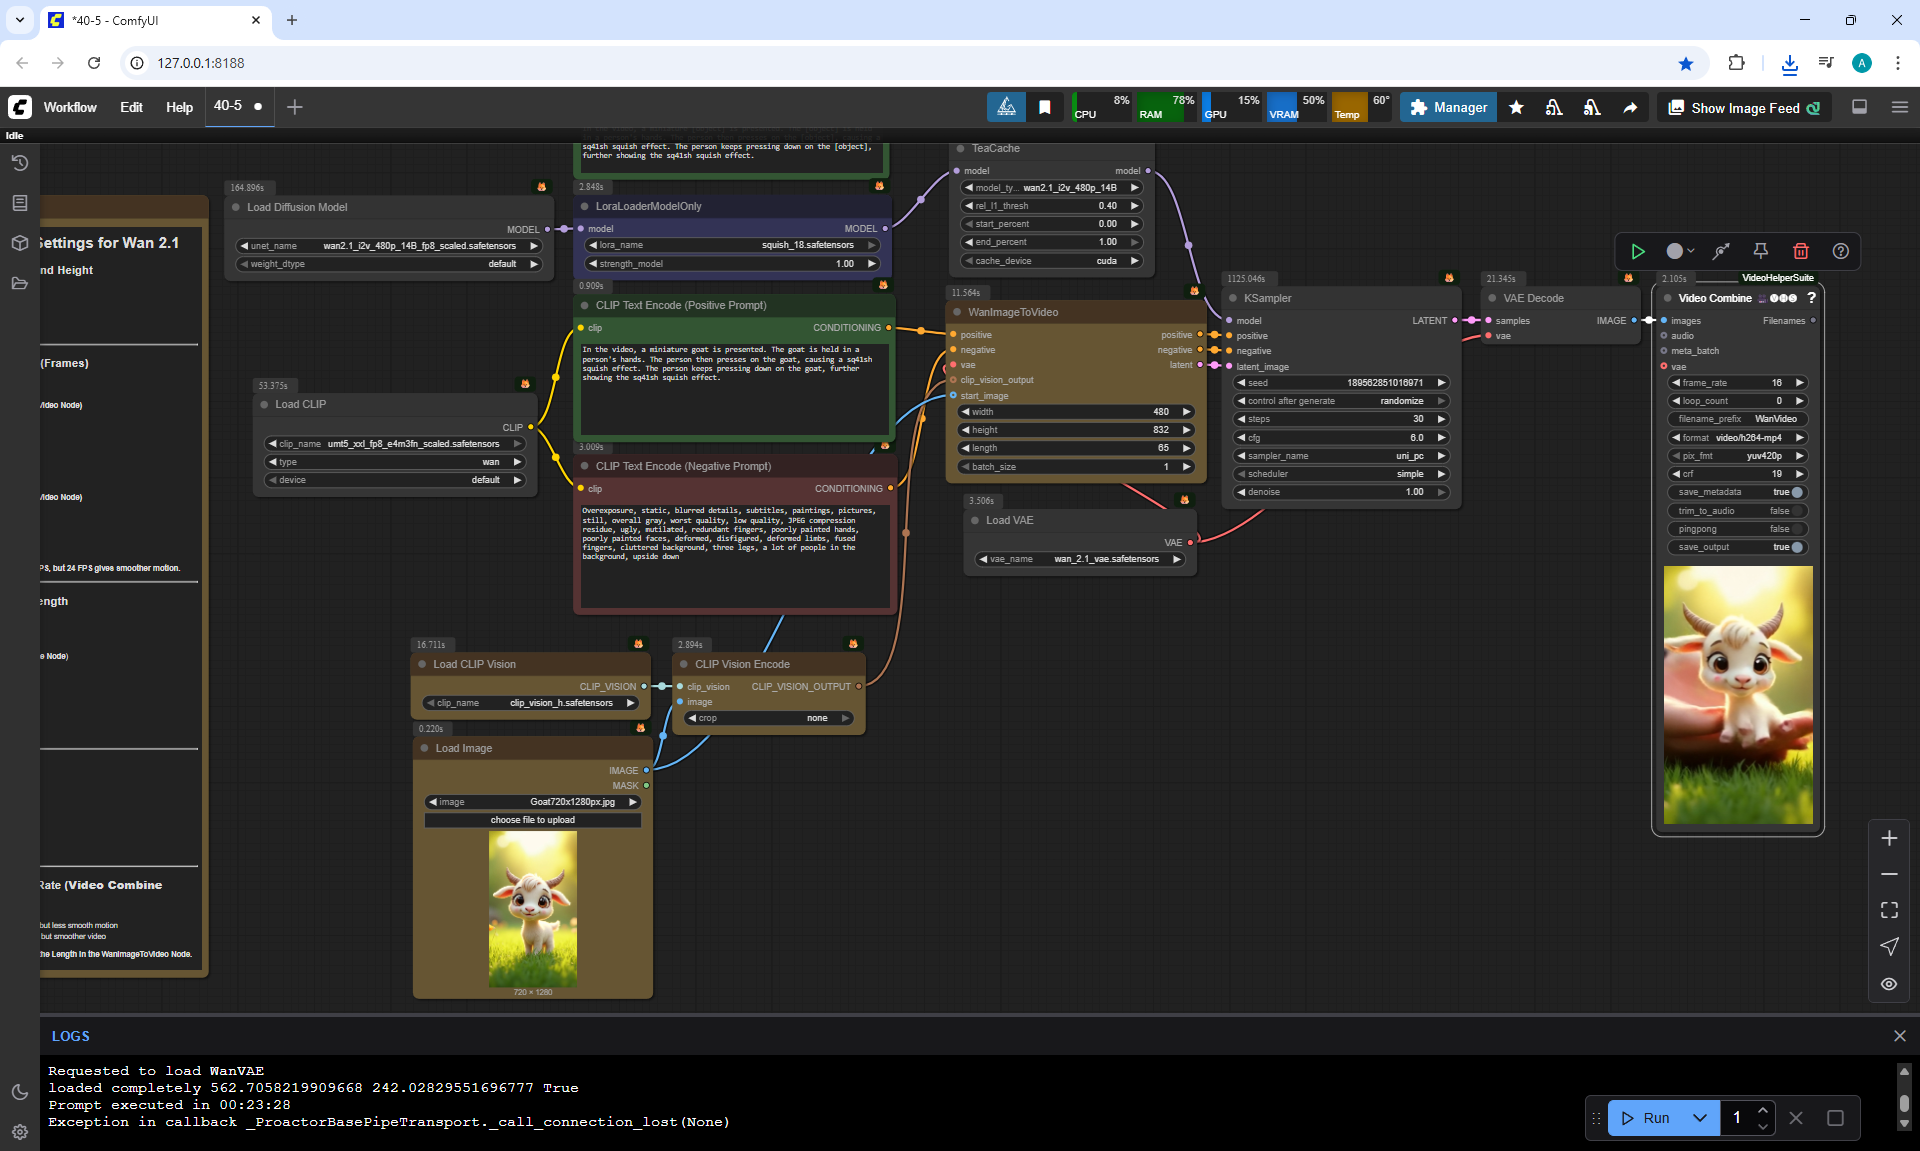 *40-5 - ComfyUI
127.0.0.1:8188
A
Workflow Edit Help 40-5
8% CPU
78% RAM
15% GPU
50% VRAM
60° Temp
Manager
Show Image Feed
Idle
Settings for Wan 2.1
nd Height
(Frames)
Video Node)
Video Node)
PS, but 24 FPS gives smoother motion.
ength
e Node)
Rate (Video Combine
but less smooth motion
but smoother video
the Length in the WanImageToVideo Node.
164.896s
Load Diffusion Model
MODEL
unet_name wan2.1_i2v_480p_14B_fp8_scaled.safetensors
weight_dtype default
53.375s
Load CLIP
CLIP
clip_name umt5_xxl_fp8_e4m3fn_scaled.safetensors
type wan
device default
sq41sh squish effect. The person keeps pressing down on the [object],
further showing the sq41sh squish effect.
2.848s
LoraLoaderModelOnly
model MODEL
lora_name squish_18.safetensors
strength_model 1.00
0.909s
CLIP Text Encode (Positive Prompt)
clip CONDITIONING
In the video, a miniature goat is presented. The goat is held in a
person's hands. The person then presses on the goat, causing a sq41sh
squish effect. The person keeps pressing down on the goat, further
showing the sq41sh squish effect.
3.009s
CLIP Text Encode (Negative Prompt)
clip CONDITIONING
Overexposure, static, blurred details, subtitles, paintings, pictures,
still, overall gray, worst quality, low quality, JPEG compression
residue, ugly, mutilated, redundant fingers, poorly painted hands,
poorly painted faces, deformed, disfigured, deformed limbs, fused
fingers, cluttered background, three legs, a lot of people in the
background, upside down
16.711s
Load CLIP Vision
CLIP_VISION
clip_name clip_vision_h.safetensors
2.894s
CLIP Vision Encode
clip_vision CLIP_VISION_OUTPUT
image
crop none
0.220s
Load Image
IMAGE
MASK
image Goat720x1280px.jpg
choose file to upload
720 × 1280
TeaCache
model model
model_ty... wan2.1_i2v_480p_14B
rel_l1_thresh 0.40
start_percent 0.00
end_percent 1.00
cache_device cuda
11.564s
WanImageToVideo
positive positive
negative negative
vae latent
clip_vision_output
start_image
width 480
height 832
length 65
batch_size 1
3.506s
Load VAE
VAE
vae_name wan_2.1_vae.safetensors
1125.046s
KSampler
model LATENT
positive
negative
latent_image
seed 189562851016971
control after generate randomize
steps 30
cfg 6.0
sampler_name uni_pc
scheduler simple
denoise 1.00
21.345s
VAE Decode
samples IMAGE
vae
2.105s VideoHelperSuite
Video Combine VHS ?
images Filenames
audio
meta_batch
vae
frame_rate 16
loop_count 0
filename_prefix WanVideo
format video/h264-mp4
pix_fmt yuv420p
crf 19
save_metadata true
trim_to_audio false
pingpong false
save_output true
LOGS
Requested to load WanVAE
loaded completely 562.7058219909668 242.02829551696777 True
Prompt executed in 00:23:28
Exception in callback _ProactorBasePipeTransport._call_connection_lost(None)
Run 1